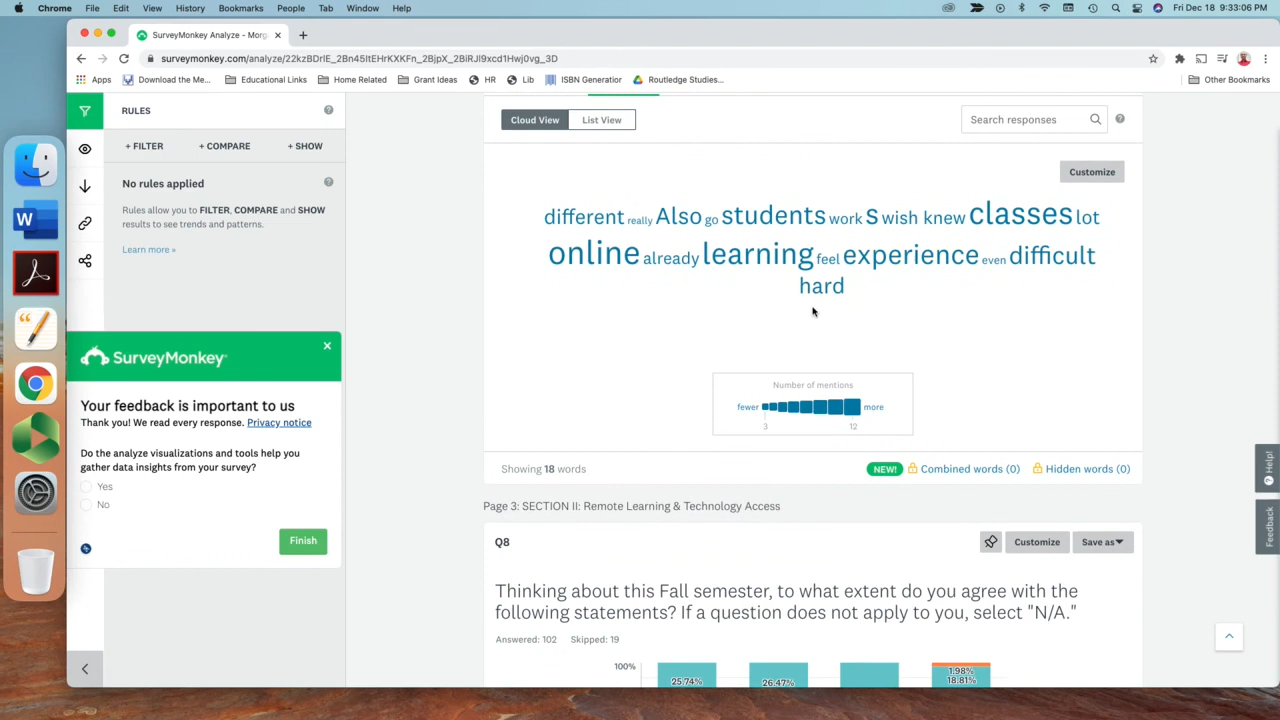 Chrome File Edit View History Bookmarks People Tab Window Help Fri Dec 18 9:33:06 PM
SurveyMonkey Analyze - Morg
surveymonkey.com/analyze/22kzBDrIE_2Bn45ItEHrKXKFn_2BjpX_2BiRJI9xcd1Hwj0vg_3D
Apps Download the Me... Educational Links Home Related Grant Ideas HR Lib ISBN Generatior Routledge Studies... Other Bookmarks
RULES
+ FILTER + COMPARE + SHOW
No rules applied
Rules allow you to FILTER, COMPARE and SHOW
results to see trends and patterns.
Learn more »
SurveyMonkey
Your feedback is important to us
Thank you! We read every response. Privacy notice
Do the analyze visualizations and tools help you
gather data insights from your survey?
Yes
No
Finish
Cloud View List View Search responses
Customize
different really Also go students work s wish knew classes lot
online already learning feel experience even difficult
hard
Number of mentions
fewer more
3 12
Showing 18 words NEW! Combined words (0) Hidden words (0)
Page 3: SECTION II: Remote Learning & Technology Access
Q8 Customize Save as
Thinking about this Fall semester, to what extent do you agree with the
following statements? If a question does not apply to you, select "N/A."
Answered: 102 Skipped: 19
100%
25.74% 26.47% 1.98%
18.81%
Help!
Feedback
W